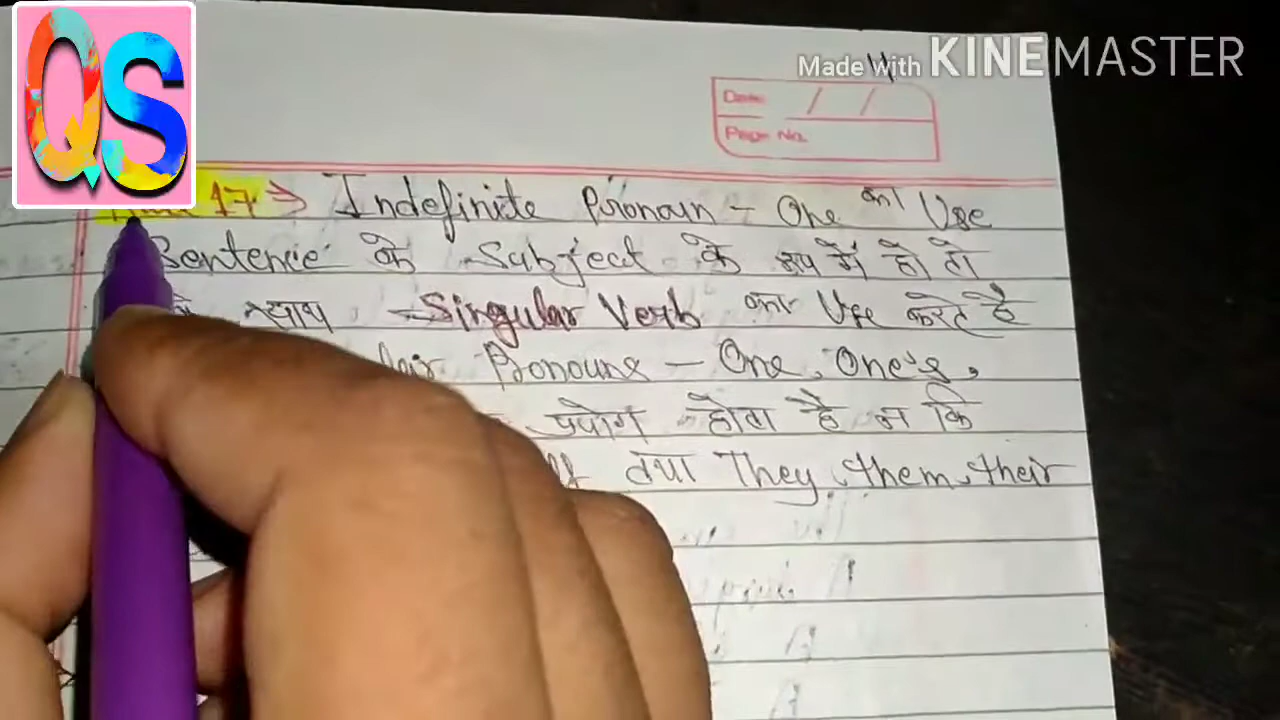 QS
Made with KINEMASTER
Date / /
Page No.
17 → Indefinite Pronoun - One का Use
Sentence के Subject के रूप में हो तो
साथ - Singular Verb का Use करते है
Pronouns - One, One's,
प्रयोग होता है न कि
तथा They, them, their